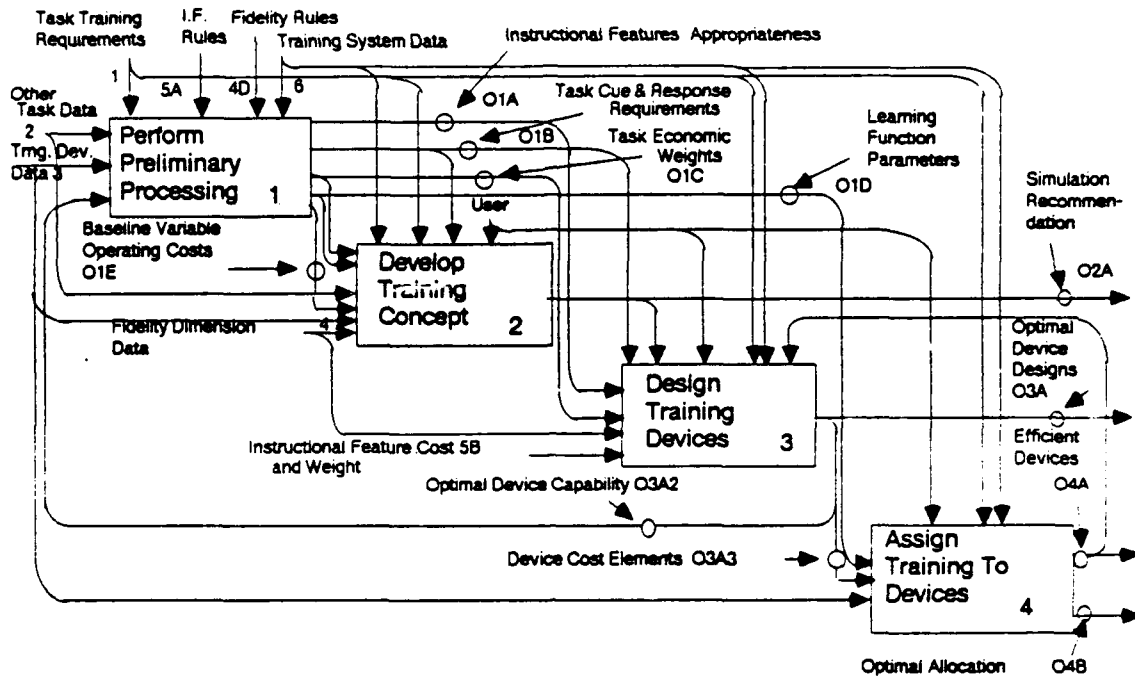 Task Training
Requirements
I.F.
Rules
Fidelity Rules
Training System Data
Instructional Features Appropriateness
1
5A
4D
6
O1A
Task Cue & Response
Requirements
O1B
Task Economic
Weights
O1C
Learning
Function
Parameters
O1D
Other
Task Data
2
Trng. Dev.
Data 3
Perform
Preliminary
Processing
1
User
Simulation
Recommen-
dation
O2A
Baseline Variable
Operating Costs
O1E
Develop
Training
Concept
2
Fidelity Dimension
Data
4
Optimal
Device
Designs
O3A
Design
Training
Devices
3
Efficient
Devices
O4A
Instructional Feature Cost 5B
and Weight
Optimal Device Capability O3A2
Device Cost Elements O3A3
Assign
Training To
Devices
4
Optimal Allocation
O4B